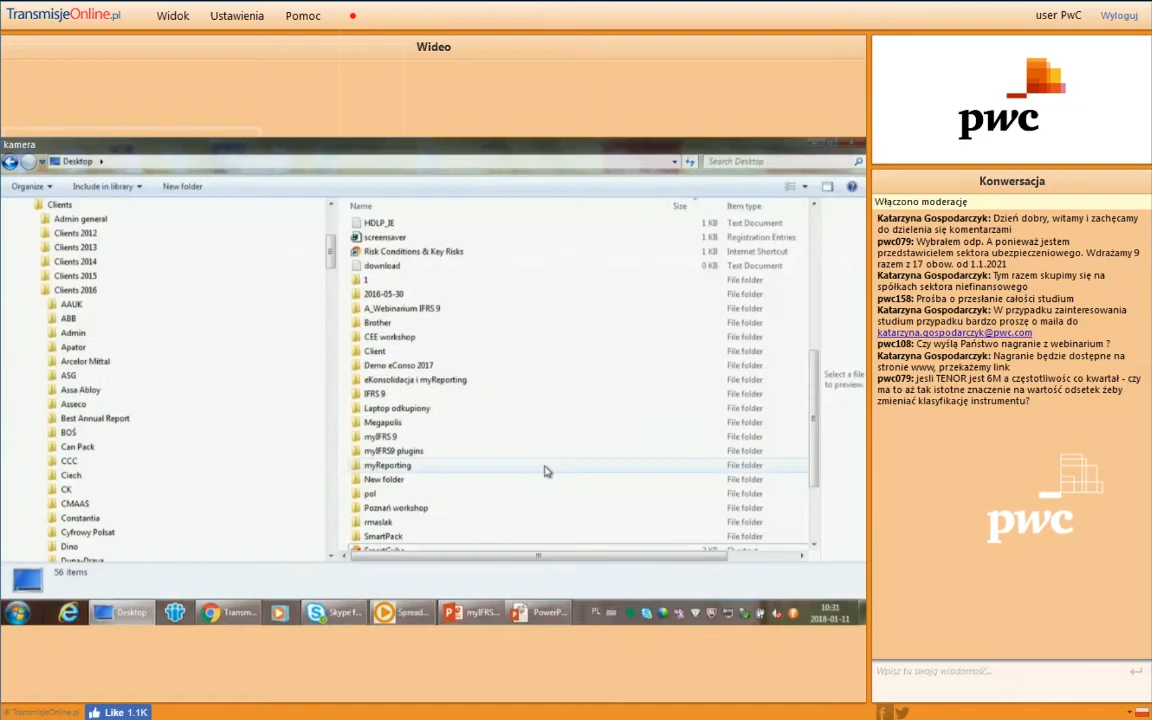 TransmisjeOnline.pl Widok Ustawienia Pomoc user PwC Wyloguj
Wideo
kamera
Desktop Search Desktop
Organize Include in library New folder
Clients
Admin general
Clients 2012
Clients 2013
Clients 2014
Clients 2015
Clients 2016
AAUK
ABB
Admin
Apator
Arcelor Mittal
ASG
Assa Abloy
Asseco
Best Annual Report
BOŚ
Can Pack
CCC
Ciech
CK
CMAAS
Constantia
Cyfrowy Polsat
Dino
Duna-Drava
Name Size Item type
HDLP_IE 1 KB Text Document
screensaver 1 KB Registration Entries
Risk Conditions & Key Risks 1 KB Internet Shortcut
download 0 KB Text Document
1 File folder
2016-05-30 File folder
A_Webinarium IFRS 9 File folder
Brother File folder
CEE workshop File folder
Client File folder
Demo eConso 2017 File folder
eKonsolidacja i myReporting File folder
IFRS 9 File folder
Laptop odkupiony File folder
Megapolis File folder
myIFRS 9 File folder
myIFRS9 plugins File folder
myReporting File folder
New folder File folder
pol File folder
Poznań workshop File folder
rmaslak File folder
SmartPack File folder
Select a file
to preview.
56 items
Desktop Transm... Skype f... Spread... myIFRS... PowerP... PL 10:31
2018-01-11
pwc
Konwersacja
Włączono moderację
Katarzyna Gospodarczyk: Dzień dobry, witamy i zachęcamy
do dzielenia się komentarzami
pwc079: Wybrałem odp. A ponieważ jestem
przedstawicielem sektora ubezpieczeniowego. Wdrażamy 9
razem z 17 obow. od 1.1.2021
Katarzyna Gospodarczyk: Tym razem skupimy się na
spółkach sektora niefinansowego
pwc158: Prośba o przesłanie całości studium
Katarzyna Gospodarczyk: W przypadku zainteresowania
studium przypadku bardzo proszę o maila do
katarzyna.gospodarczyk@pwc.com
pwc108: Czy wyślą Państwo nagranie z webinarium ?
Katarzyna Gospodarczyk: Nagranie będzie dostępne na
stronie www, przekażemy link
pwc079: jesli TENOR jest 6M a częstotliwośc co kwartał - czy
ma to aż tak istotne znaczenie na wartość odsetek żeby
zmieniać klasyfikację instrumentu?
pwc
Wpisz tu swoją wiadomość...
© TransmisjeOnline.pl Like 1.1K